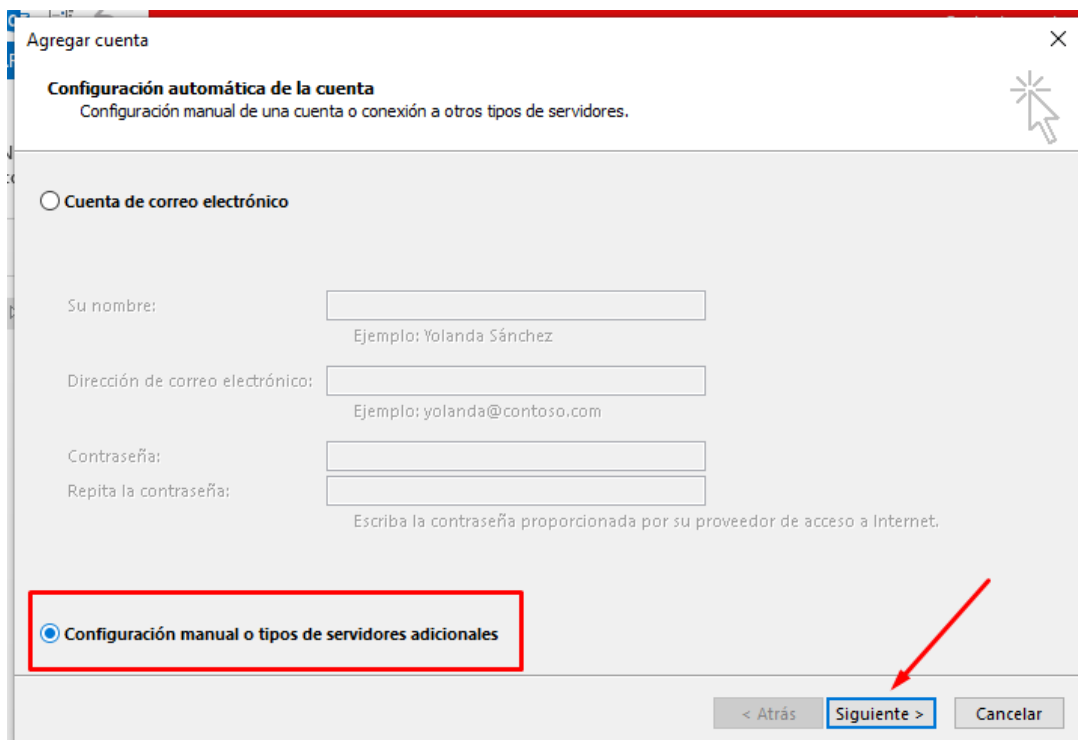 Agregar cuenta
Configuración automática de la cuenta
Configuración manual de una cuenta o conexión a otros tipos de servidores.
Cuenta de correo electrónico
Su nombre:
Ejemplo: Yolanda Sánchez
Dirección de correo electrónico:
Ejemplo: yolanda@contoso.com
Contraseña:
Repita la contraseña:
Escriba la contraseña proporcionada por su proveedor de acceso a Internet.
Configuración manual o tipos de servidores adicionales
< Atrás Siguiente > Cancelar